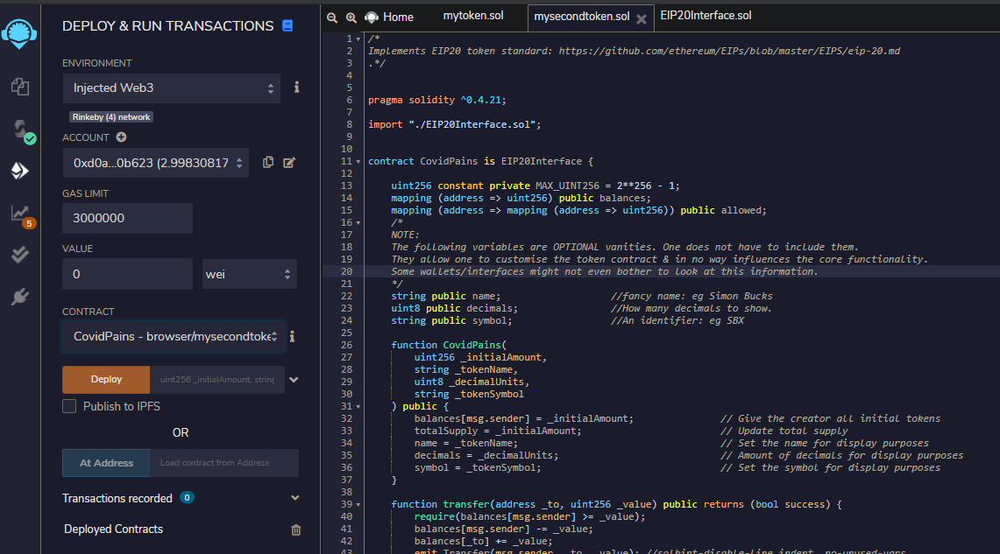 DEPLOY & RUN TRANSACTIONS
ENVIRONMENT
Injected Web3
Rinkeby (4) network
ACCOUNT
0xd0a...0b623 (2.99830817
GAS LIMIT
3000000
VALUE
0
wei
CONTRACT
CovidPains - browser/mysecondtoke
Deploy
uint256 _initialAmount, string
Publish to IPFS
OR
At Address
Load contract from Address
Transactions recorded 0
Deployed Contracts
5
Home
mytoken.sol
mysecondtoken.sol
EIP20Interface.sol
1 /*
2 Implements EIP20 token standard: https://github.com/ethereum/EIPs/blob/master/EIPS/eip-20.md
3 .*/
4
5
6 pragma solidity ^0.4.21;
7
8 import "./EIP20Interface.sol";
9
10
11 contract CovidPains is EIP20Interface {
12
13 uint256 constant private MAX_UINT256 = 2**256 - 1;
14 mapping (address => uint256) public balances;
15 mapping (address => mapping (address => uint256)) public allowed;
16 /*
17 NOTE:
18 The following variables are OPTIONAL vanities. One does not have to include them.
19 They allow one to customise the token contract & in no way influences the core functionality.
20 Some wallets/interfaces might not even bother to look at this information.
21 */
22 string public name; //fancy name: eg Simon Bucks
23 uint8 public decimals; //How many decimals to show.
24 string public symbol; //An identifier: eg SBX
25
26 function CovidPains(
27 uint256 _initialAmount,
28 string _tokenName,
29 uint8 _decimalUnits,
30 string _tokenSymbol
31 ) public {
32 balances[msg.sender] = _initialAmount; // Give the creator all initial tokens
33 totalSupply = _initialAmount; // Update total supply
34 name = _tokenName; // Set the name for display purposes
35 decimals = _decimalUnits; // Amount of decimals for display purposes
36 symbol = _tokenSymbol; // Set the symbol for display purposes
37 }
38
39 function transfer(address _to, uint256 _value) public returns (bool success) {
40 require(balances[msg.sender] >= _value);
41 balances[msg.sender] -= _value;
42 balances[_to] += _value;
43 emit Transfer(msg.sender, _to, _value); //solhint-disable-line indent, no-unused-vars